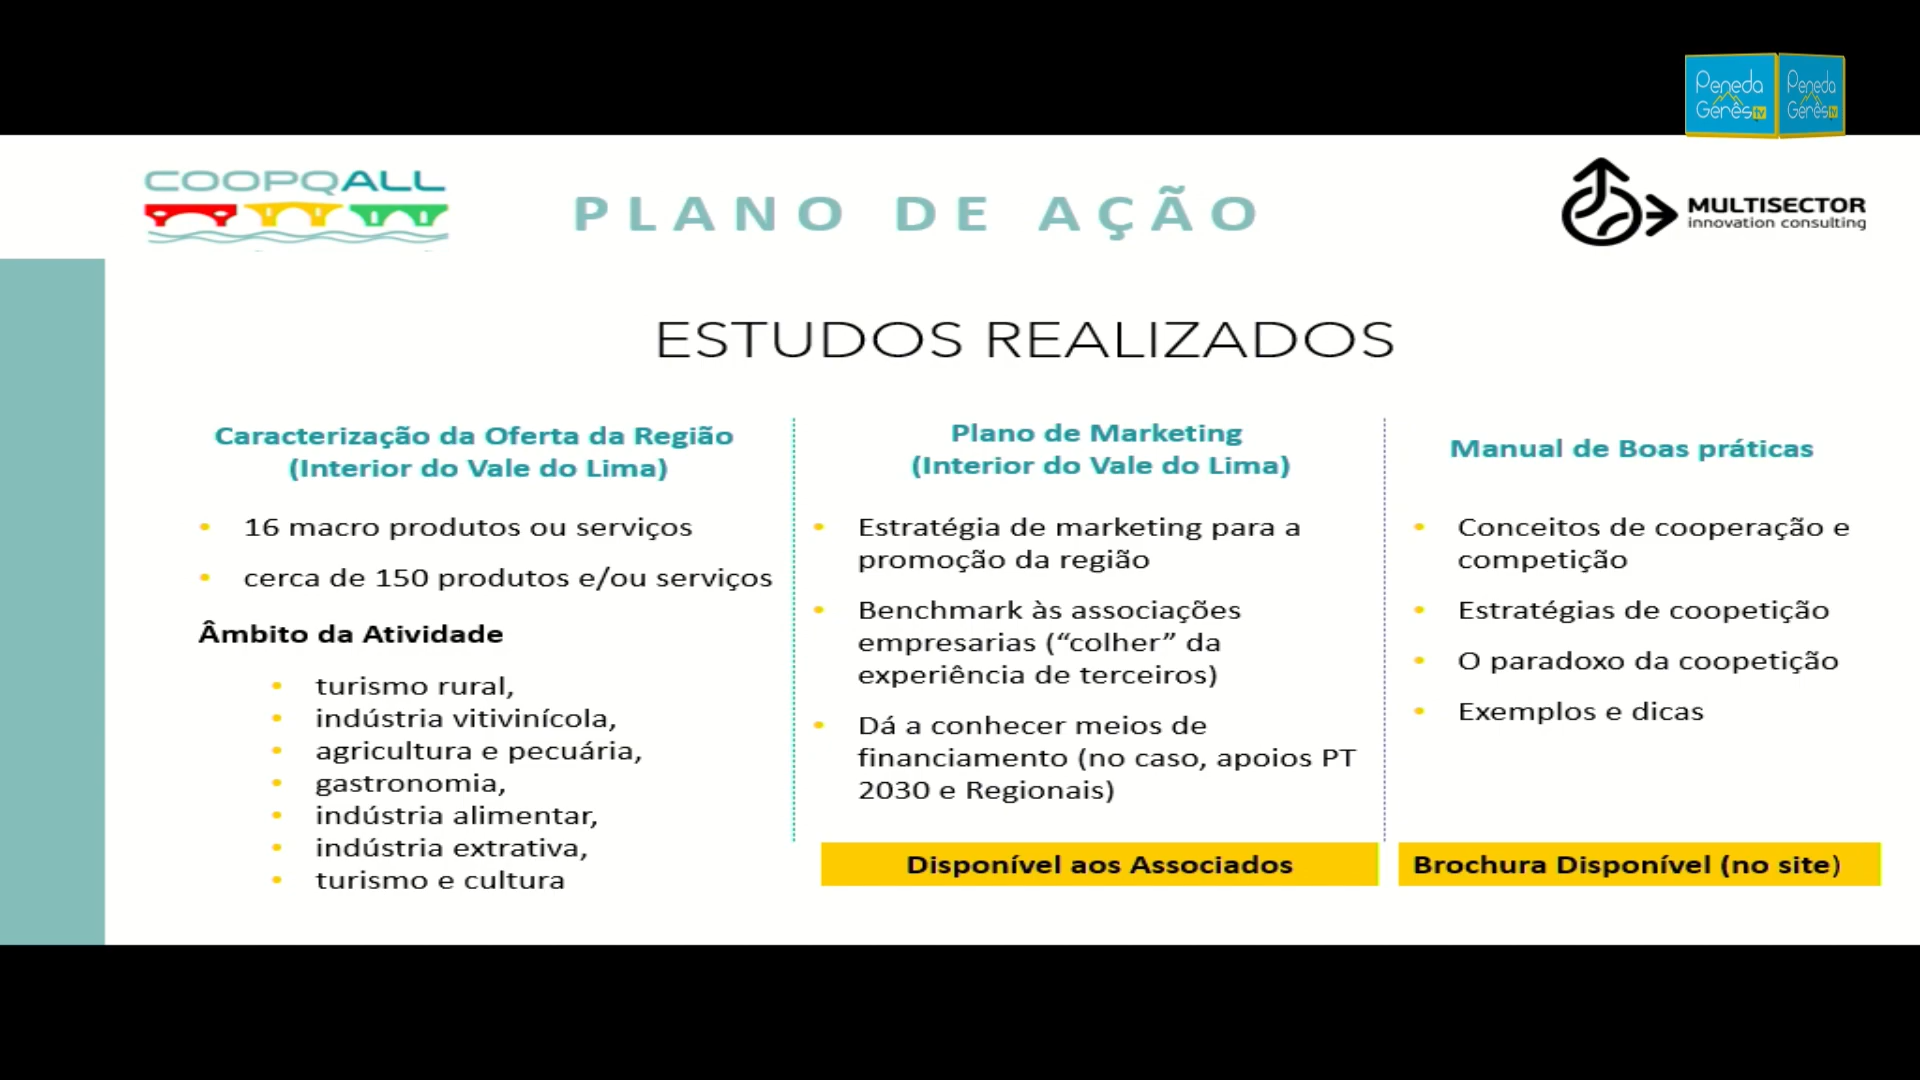 Peneda
Gerês tv
Peneda
Gerês tv
COOPQALL
PLANO DE AÇÃO
MULTISECTOR
innovation consulting
ESTUDOS REALIZADOS
Caracterização da Oferta da Região
(Interior do Vale do Lima)
• 16 macro produtos ou serviços
• cerca de 150 produtos e/ou serviços
Âmbito da Atividade
• turismo rural,
• indústria vitivinícola,
• agricultura e pecuária,
• gastronomia,
• indústria alimentar,
• indústria extrativa,
• turismo e cultura
Plano de Marketing
(Interior do Vale do Lima)
• Estratégia de marketing para a
promoção da região
• Benchmark às associações
empresarias (“colher” da
experiência de terceiros)
• Dá a conhecer meios de
financiamento (no caso, apoios PT
2030 e Regionais)
Disponível aos Associados
Manual de Boas práticas
• Conceitos de cooperação e
competição
• Estratégias de coopetição
• O paradoxo da coopetição
• Exemplos e dicas
Brochura Disponível (no site)